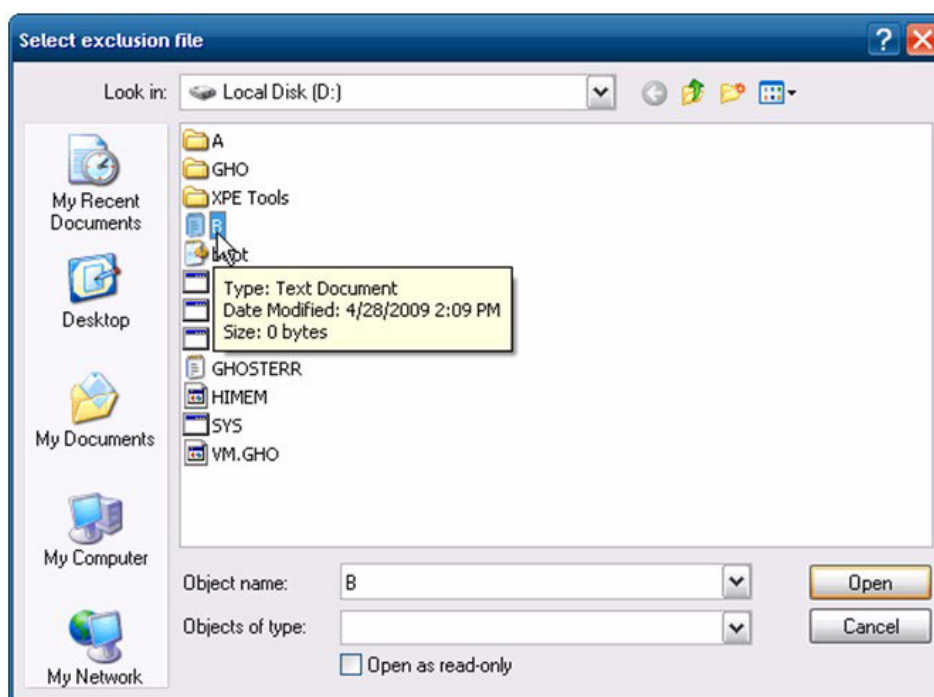 Select exclusion file
Look in:
Local Disk (D:)
My Recent
Documents
Desktop
My Documents
My Computer
My Network
A
GHO
XPE Tools
B
Type: Text Document
Date Modified: 4/28/2009 2:09 PM
Size: 0 bytes
GHOSTERR
HIMEM
SYS
VM.GHO
Object name:
B
Open
Objects of type:
Cancel
Open as read-only